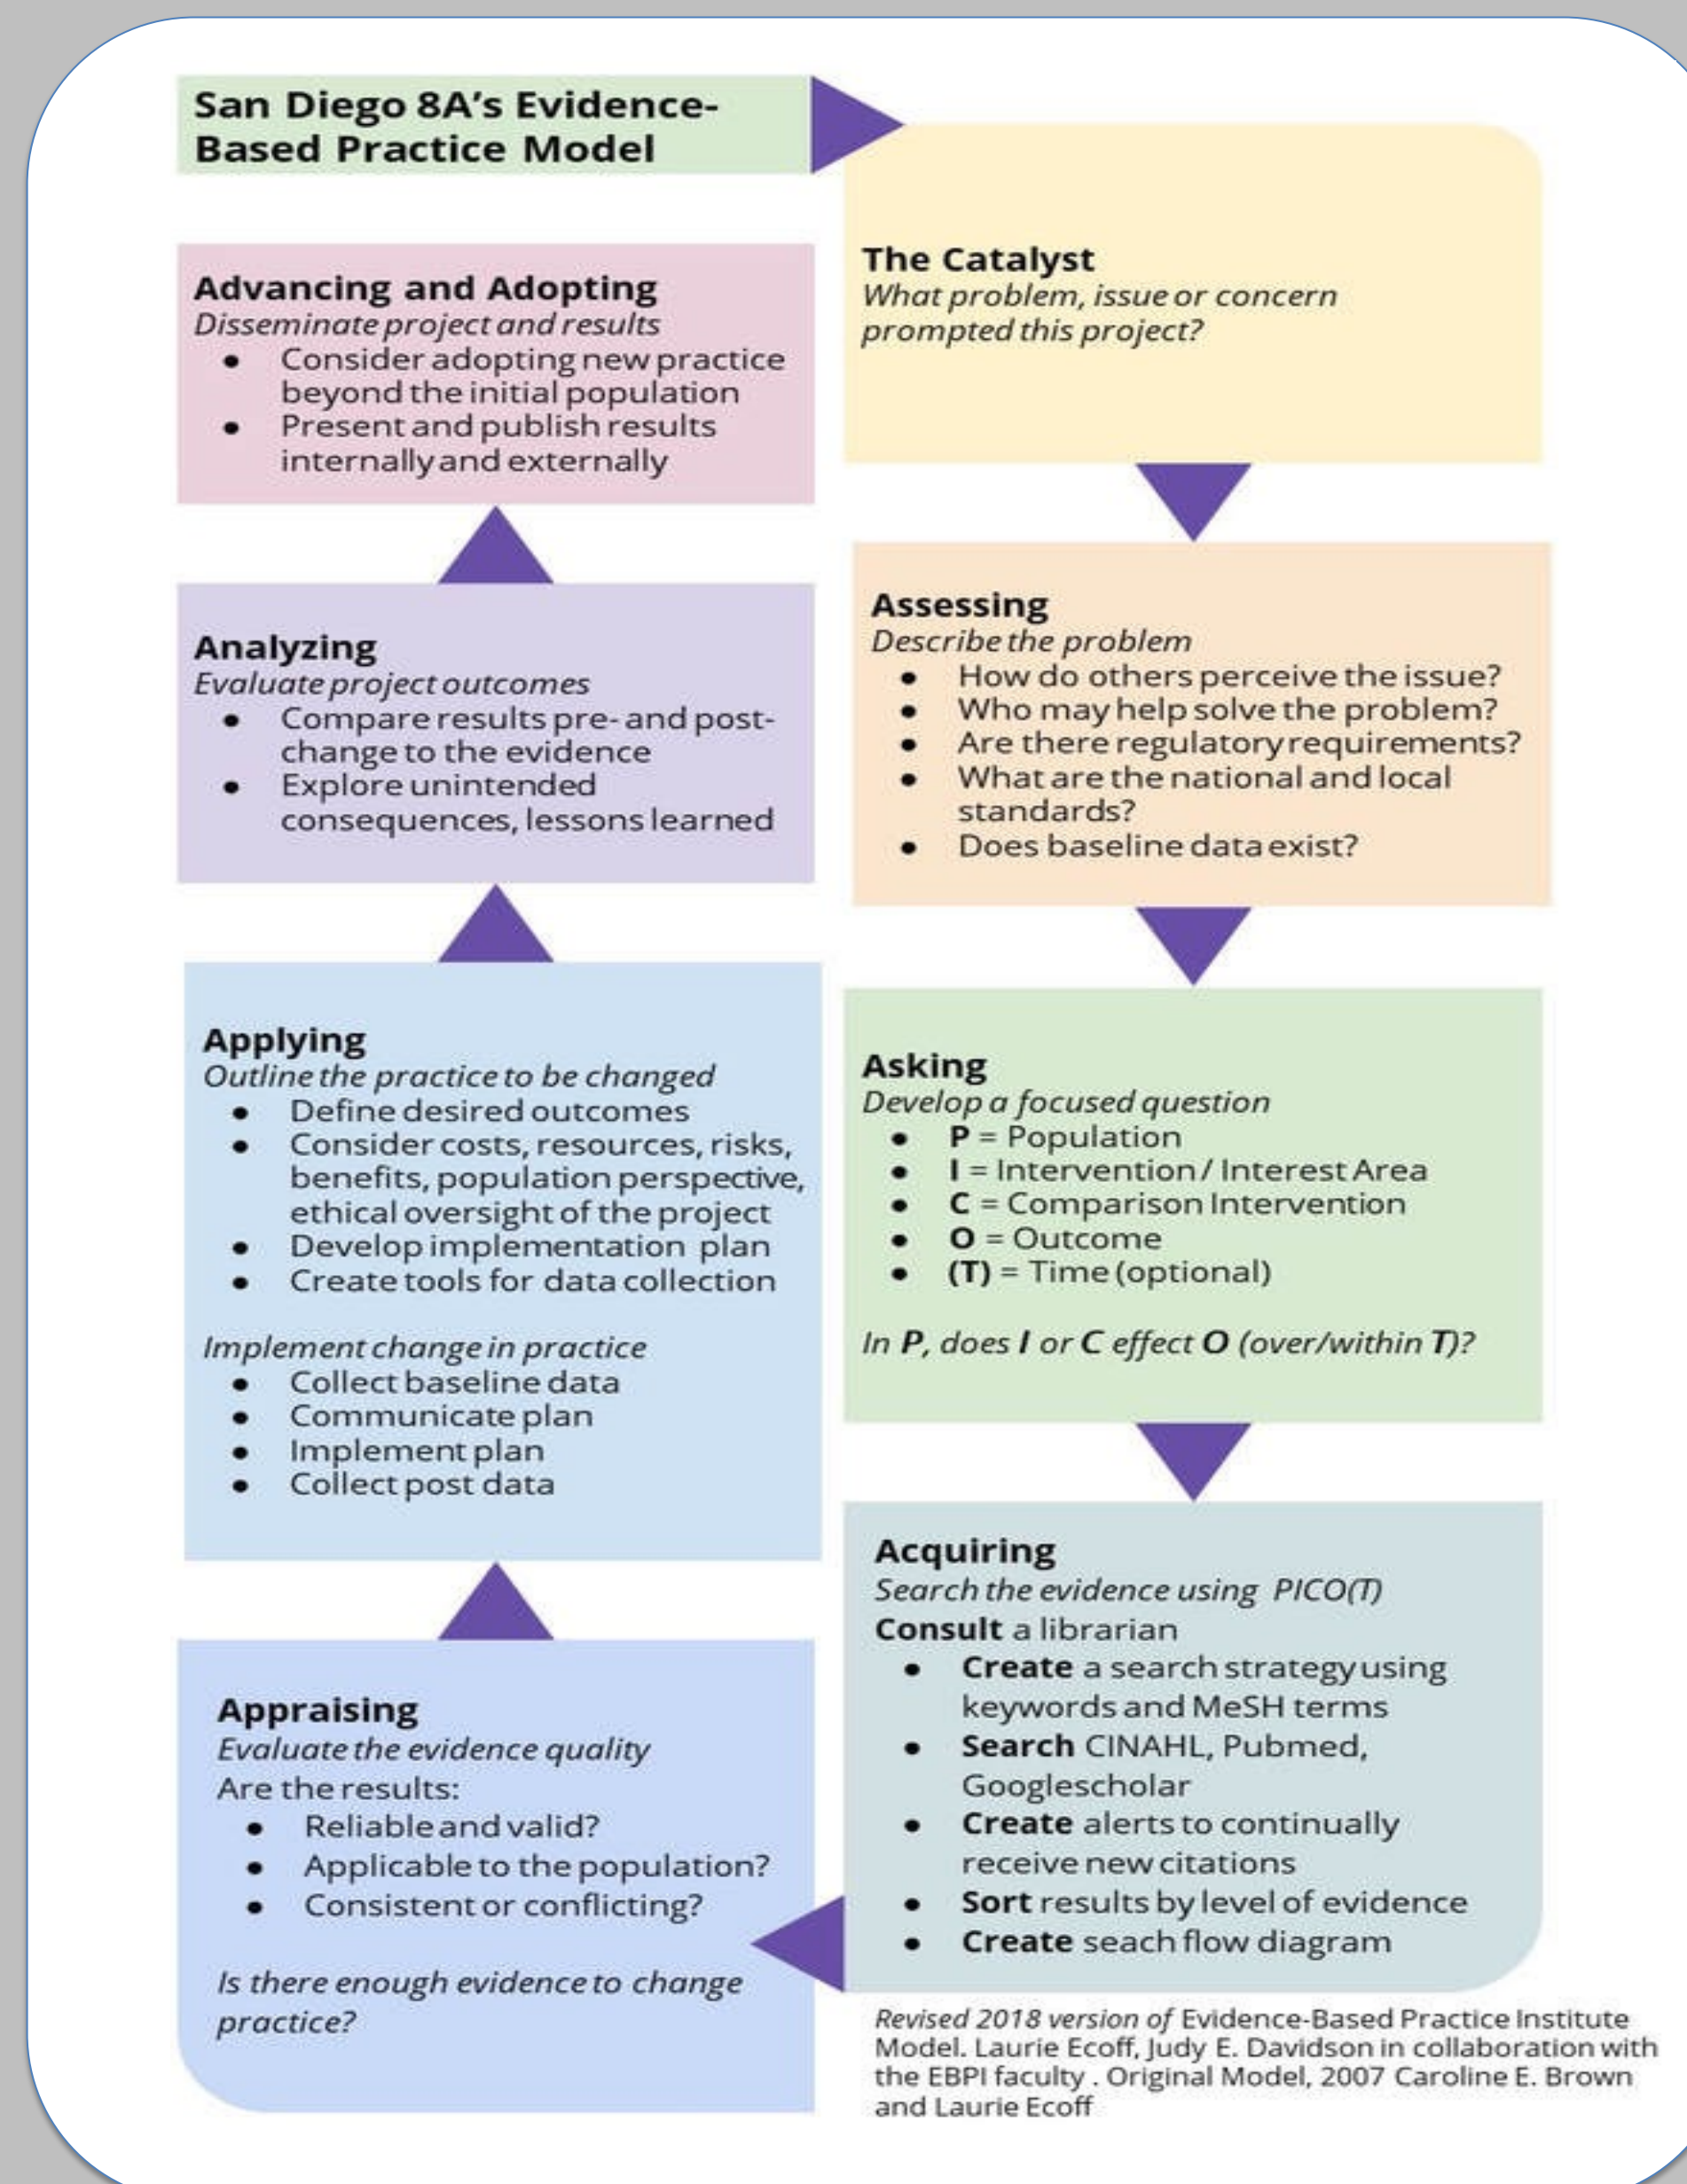 San Diego 8A's Evidence-
Based Practice Model
The Catalyst
What problem, issue or concern
prompted this project?
Assessing
Describe the problem
• How do others perceive the issue?
• Who may help solve the problem?
• Are there regulatory requirements?
• What are the national and local
standards?
• Does baseline data exist?
Asking
Develop a focused question
• P = Population
• I = Intervention / Interest Area
• C = Comparison Intervention
• O = Outcome
• (T) = Time (optional)
In P, does I or C effect O (over/within T)?
Acquiring
Search the evidence using PICO(T)
Consult a librarian
• Create a search strategy using
keywords and MeSH terms
• Search CINAHL, Pubmed,
Googlescholar
• Create alerts to continually
receive new citations
• Sort results by level of evidence
• Create seach flow diagram
Appraising
Evaluate the evidence quality
Are the results:
• Reliable and valid?
• Applicable to the population?
• Consistent or conflicting?
Is there enough evidence to change
practice?
Applying
Outline the practice to be changed
• Define desired outcomes
• Consider costs, resources, risks,
benefits, population perspective,
ethical oversight of the project
• Develop implementation plan
• Create tools for data collection
Implement change in practice
• Collect baseline data
• Communicate plan
• Implement plan
• Collect post data
Analyzing
Evaluate project outcomes
• Compare results pre- and post-
change to the evidence
• Explore unintended
consequences, lessons learned
Advancing and Adopting
Disseminate project and results
• Consider adopting new practice
beyond the initial population
• Present and publish results
internally and externally
Revised 2018 version of Evidence-Based Practice Institute
Model. Laurie Ecoff, Judy E. Davidson in collaboration with
the EBPI faculty . Original Model, 2007 Caroline E. Brown
and Laurie Ecoff